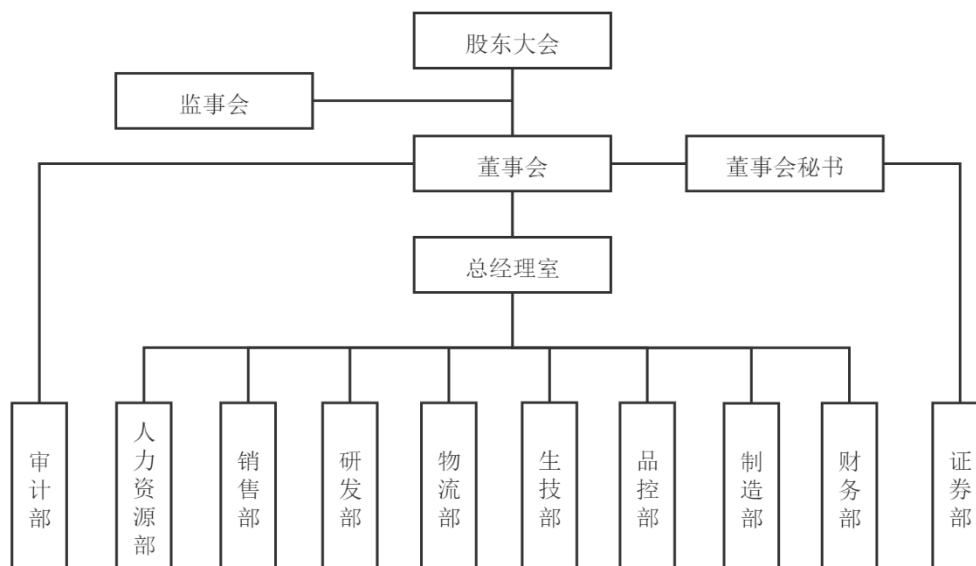 股东大会
监事会
董事会
董事会秘书
总经理室
审计部
人力资源部
销售部
研发部
物流部
生技部
品控部
制造部
财务部
证券部